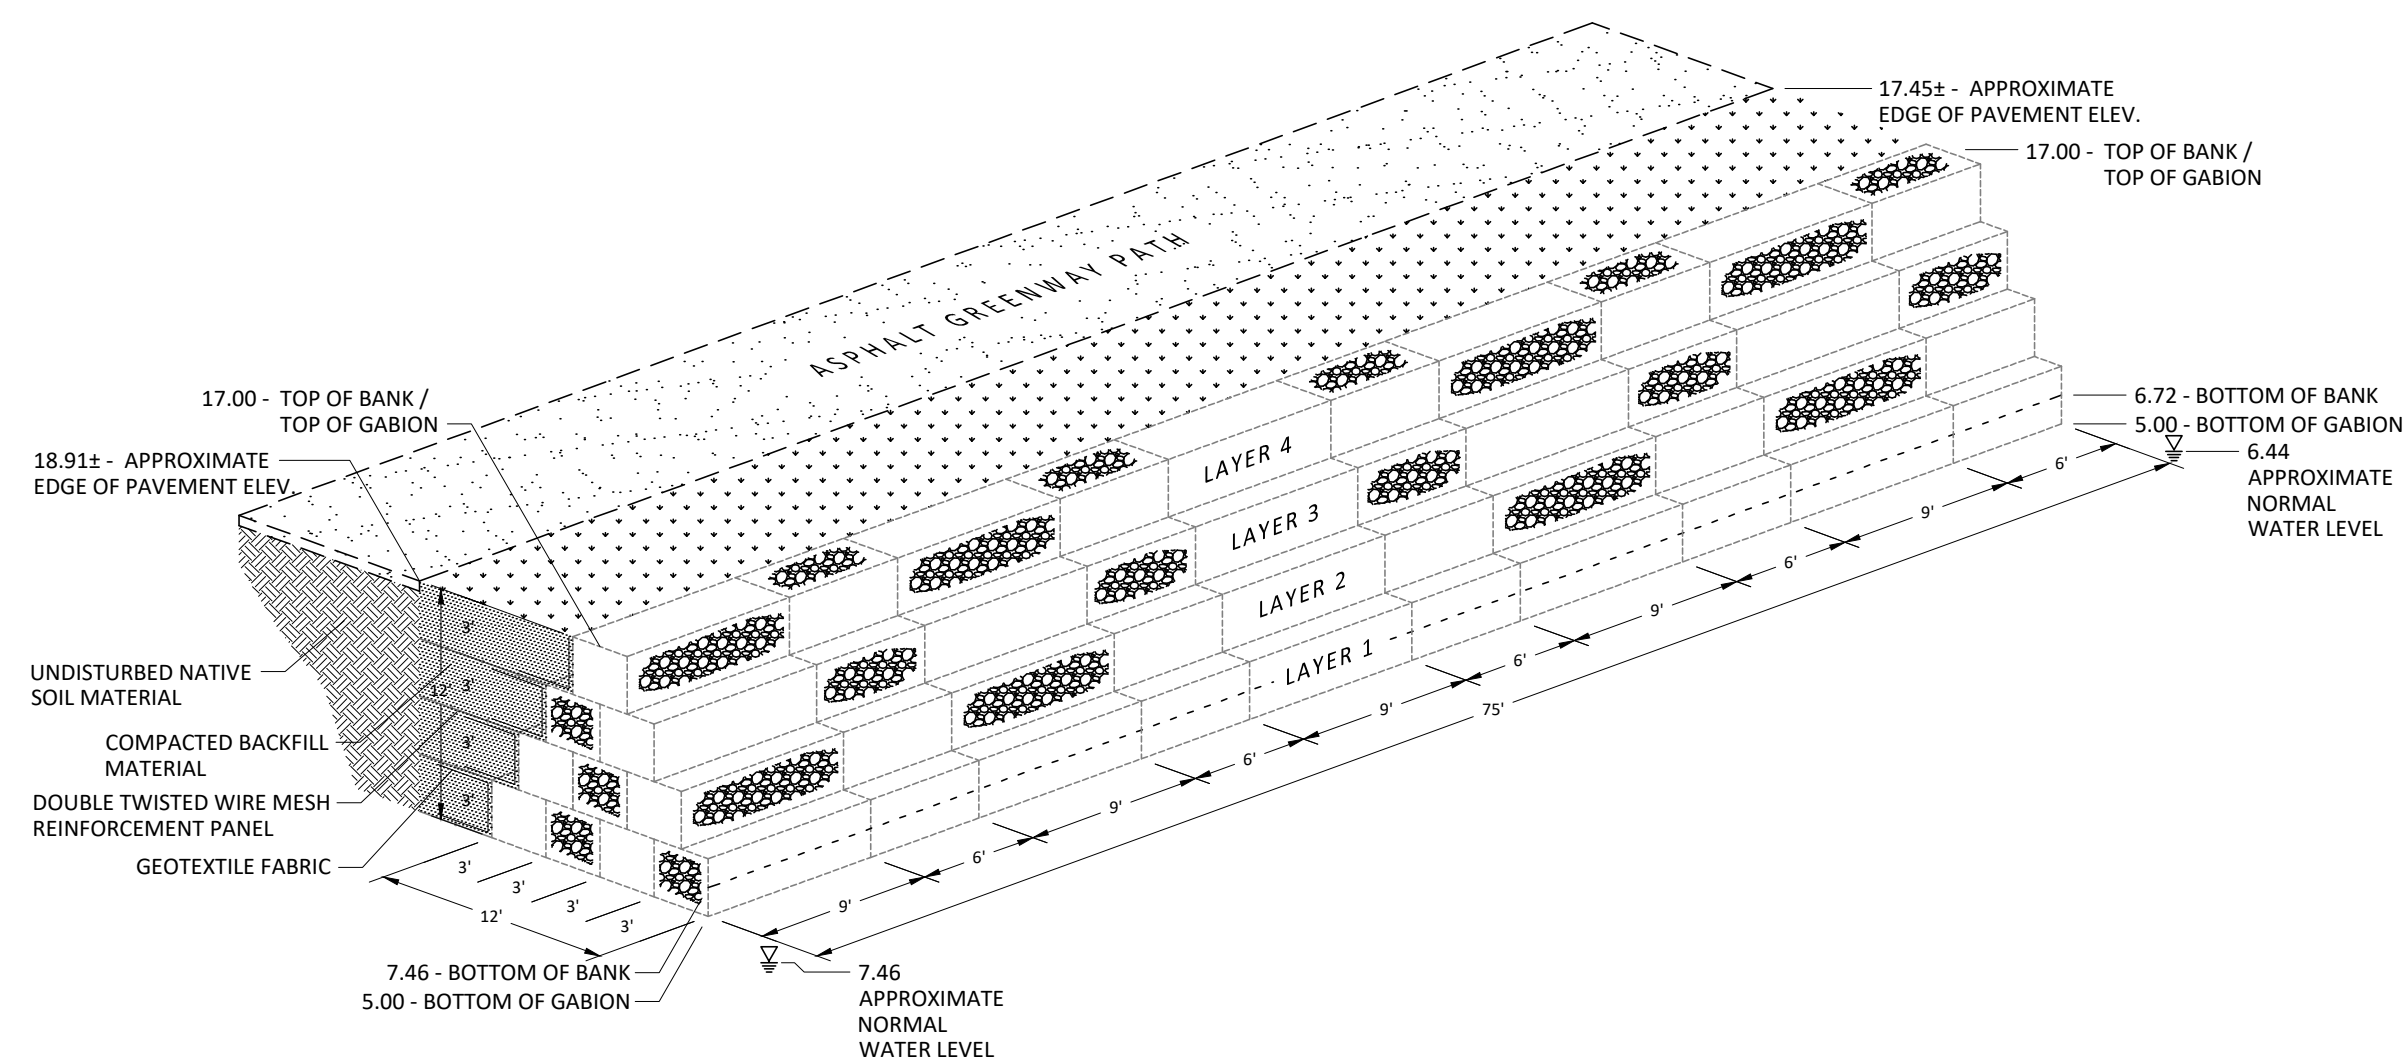 17.45± - APPROXIMATE
EDGE OF PAVEMENT ELEV.
17.00 - TOP OF BANK /
TOP OF GABION
ASPHALT GREENWAY PATH
17.00 - TOP OF BANK /
TOP OF GABION
18.91± - APPROXIMATE
EDGE OF PAVEMENT ELEV.
LAYER 4
LAYER 3
LAYER 2
LAYER 1
6.72 - BOTTOM OF BANK
5.00 - BOTTOM OF GABION
6.44
APPROXIMATE
NORMAL
WATER LEVEL
UNDISTURBED NATIVE
SOIL MATERIAL
COMPACTED BACKFILL
MATERIAL
DOUBLE TWISTED WIRE MESH
REINFORCEMENT PANEL
GEOTEXTILE FABRIC
3'
3'
12'
3'
3'
3'
3'
3'
3'
12'
9'
6'
9'
6'
9'
6'
9'
6'
9'
6'
75'
7.46 - BOTTOM OF BANK
5.00 - BOTTOM OF GABION
7.46
APPROXIMATE
NORMAL
WATER LEVEL